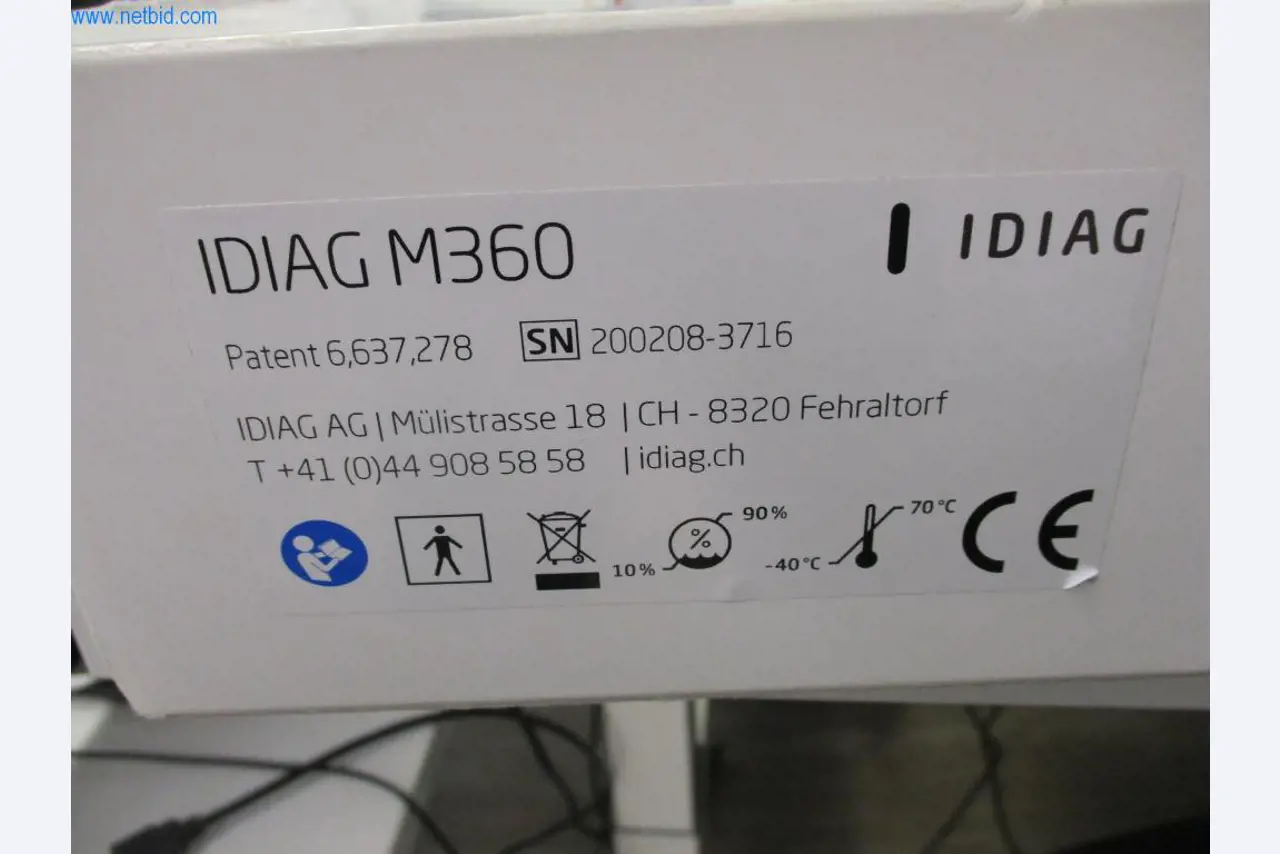 www.netbid.com
IDIAG M360
IDIAG
Patent 6,637,278 SN 200208-3716
IDIAG AG | Mülistrasse 18 | CH - 8320 Fehraltorf
T +41 (0)44 908 58 58 | idiag.ch
10% % 90% -40°C 70°C CE